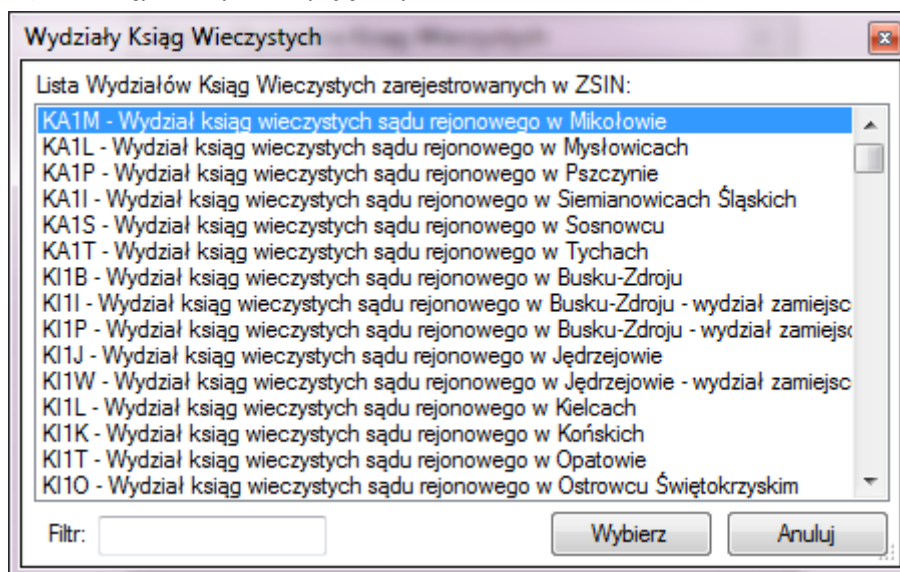 Wydziały Ksiąg Wieczystych
Lista Wydziałów Ksiąg Wieczystych zarejestrowanych w ZSIN:
KA1M - Wydział ksiąg wieczystych sądu rejonowego w Mikołowie
KA1L - Wydział ksiąg wieczystych sądu rejonowego w Mysłowicach
KA1P - Wydział ksiąg wieczystych sądu rejonowego w Pszczynie
KA1I - Wydział ksiąg wieczystych sądu rejonowego w Siemianowicach Śląskich
KA1S - Wydział ksiąg wieczystych sądu rejonowego w Sosnowcu
KA1T - Wydział ksiąg wieczystych sądu rejonowego w Tychach
KI1B - Wydział ksiąg wieczystych sądu rejonowego w Busku-Zdroju
KI1I - Wydział ksiąg wieczystych sądu rejonowego w Busku-Zdroju - wydział zamiejsc
KI1P - Wydział ksiąg wieczystych sądu rejonowego w Busku-Zdroju - wydział zamiejsc
KI1J - Wydział ksiąg wieczystych sądu rejonowego w Jędrzejowie
KI1W - Wydział ksiąg wieczystych sądu rejonowego w Jędrzejowie - wydział zamiejsc
KI1L - Wydział ksiąg wieczystych sądu rejonowego w Kielcach
KI1K - Wydział ksiąg wieczystych sądu rejonowego w Końskich
KI1T - Wydział ksiąg wieczystych sądu rejonowego w Opatowie
KI1O - Wydział ksiąg wieczystych sądu rejonowego w Ostrowcu Świętokrzyskim
Filtr:
Wybierz
Anuluj